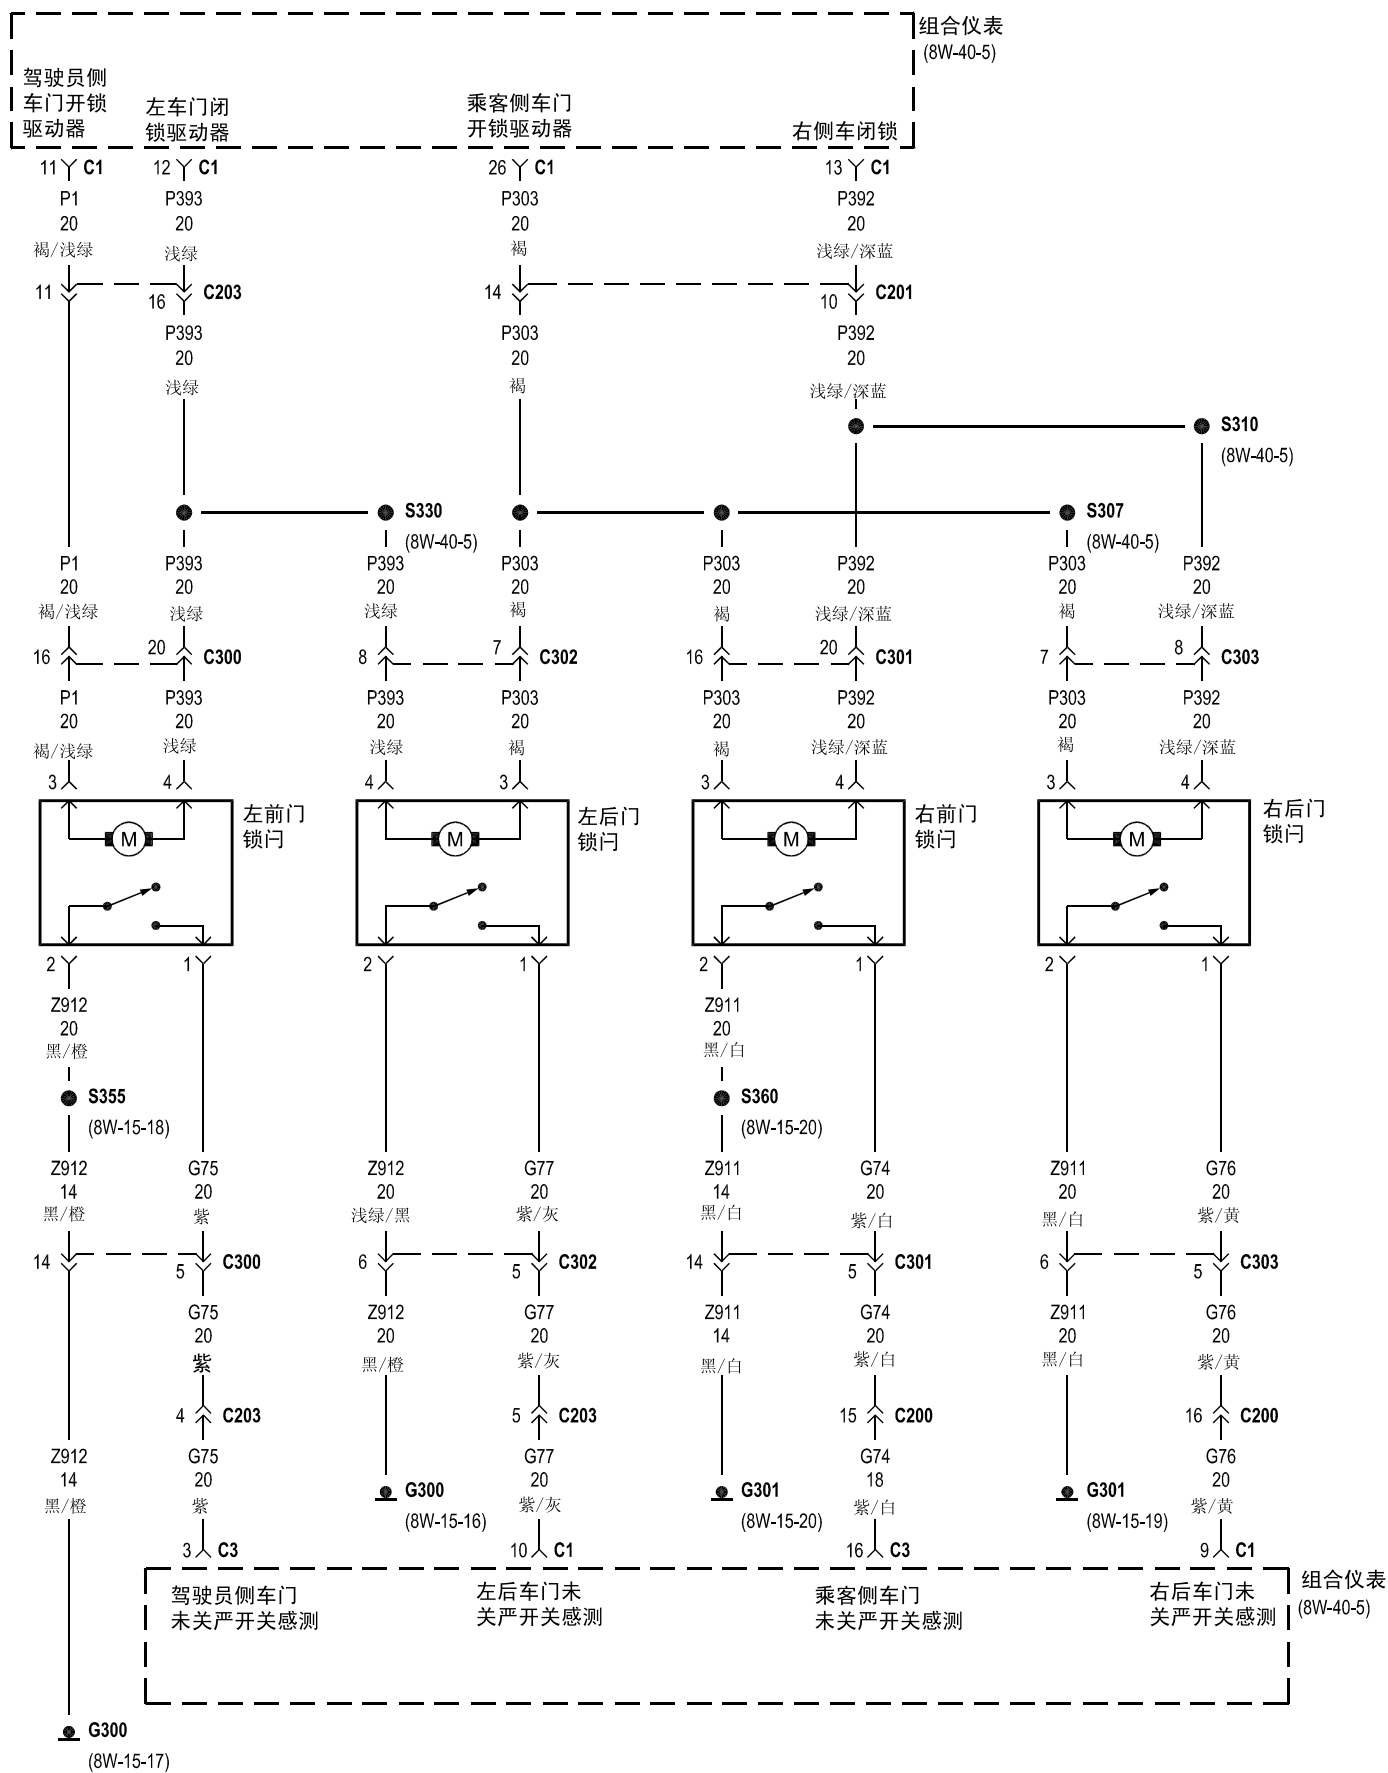 组合仪表
(8W-40-5)
驾驶员侧
车门开锁
驱动器
左车门闭
锁驱动器
乘客侧车门
开锁驱动器
右侧车闭锁
11 C1 12 C1 26 C1 13 C1
P1 P393 P303 P392
20 20 20 20
褐/浅绿 浅绿 褐 浅绿/深蓝
11 16 C203 14 10 C201
P393 P303 P392
20 20 20
浅绿 褐 浅绿/深蓝
S310
(8W-40-5)
S330 S307
(8W-40-5) (8W-40-5)
P1 P393 P393 P303 P303 P392 P303 P392
20 20 20 20 20 20 20 20
褐/浅绿 浅绿 浅绿 褐 褐 浅绿/深蓝 褐 浅绿/深蓝
16 20 C300 8 7 C302 16 20 C301 7 8 C303
P1 P393 P393 P303 P303 P392 P303 P392
20 20 20 20 20 20 20 20
褐/浅绿 浅绿 浅绿 褐 褐 浅绿/深蓝 褐 浅绿/深蓝
3 4 4 3 3 4 3 4
左前门 左后门 右前门 右后门
锁闩 锁闩 锁闩 锁闩
M M M M
2 1 2 1 2 1 2 1
Z912 Z911
20 20
黑/橙 黑/白
S355 S360
(8W-15-18) (8W-15-20)
Z912 G75 Z912 G77 Z911 G74 Z911 G76
14 20 20 20 14 20 20 20
黑/橙 紫 浅绿/黑 紫/灰 黑/白 紫/白 黑/白 紫/黄
14 5 C300 6 5 C302 14 5 C301 6 5 C303
G75 Z912 G77 Z911 G74 Z911 G76
20 20 20 14 20 20 20
紫 黑/橙 紫/灰 黑/白 紫/白 黑/白 紫/黄
4 C203 5 C203 15 C200 16 C200
Z912 G75 G77 G74 G76
14 20 20 18 20
黑/橙 紫 紫/灰 紫/白 紫/黄
G300 G301 G301
(8W-15-16) (8W-15-20) (8W-15-19)
3 C3 10 C1 16 C3 9 C1
组合仪表
(8W-40-5)
驾驶员侧车门
未关严开关感测
左后车门未
关严开关感测
乘客侧车门
未关严开关感测
右后车门未
关严开关感测
G300
(8W-15-17)